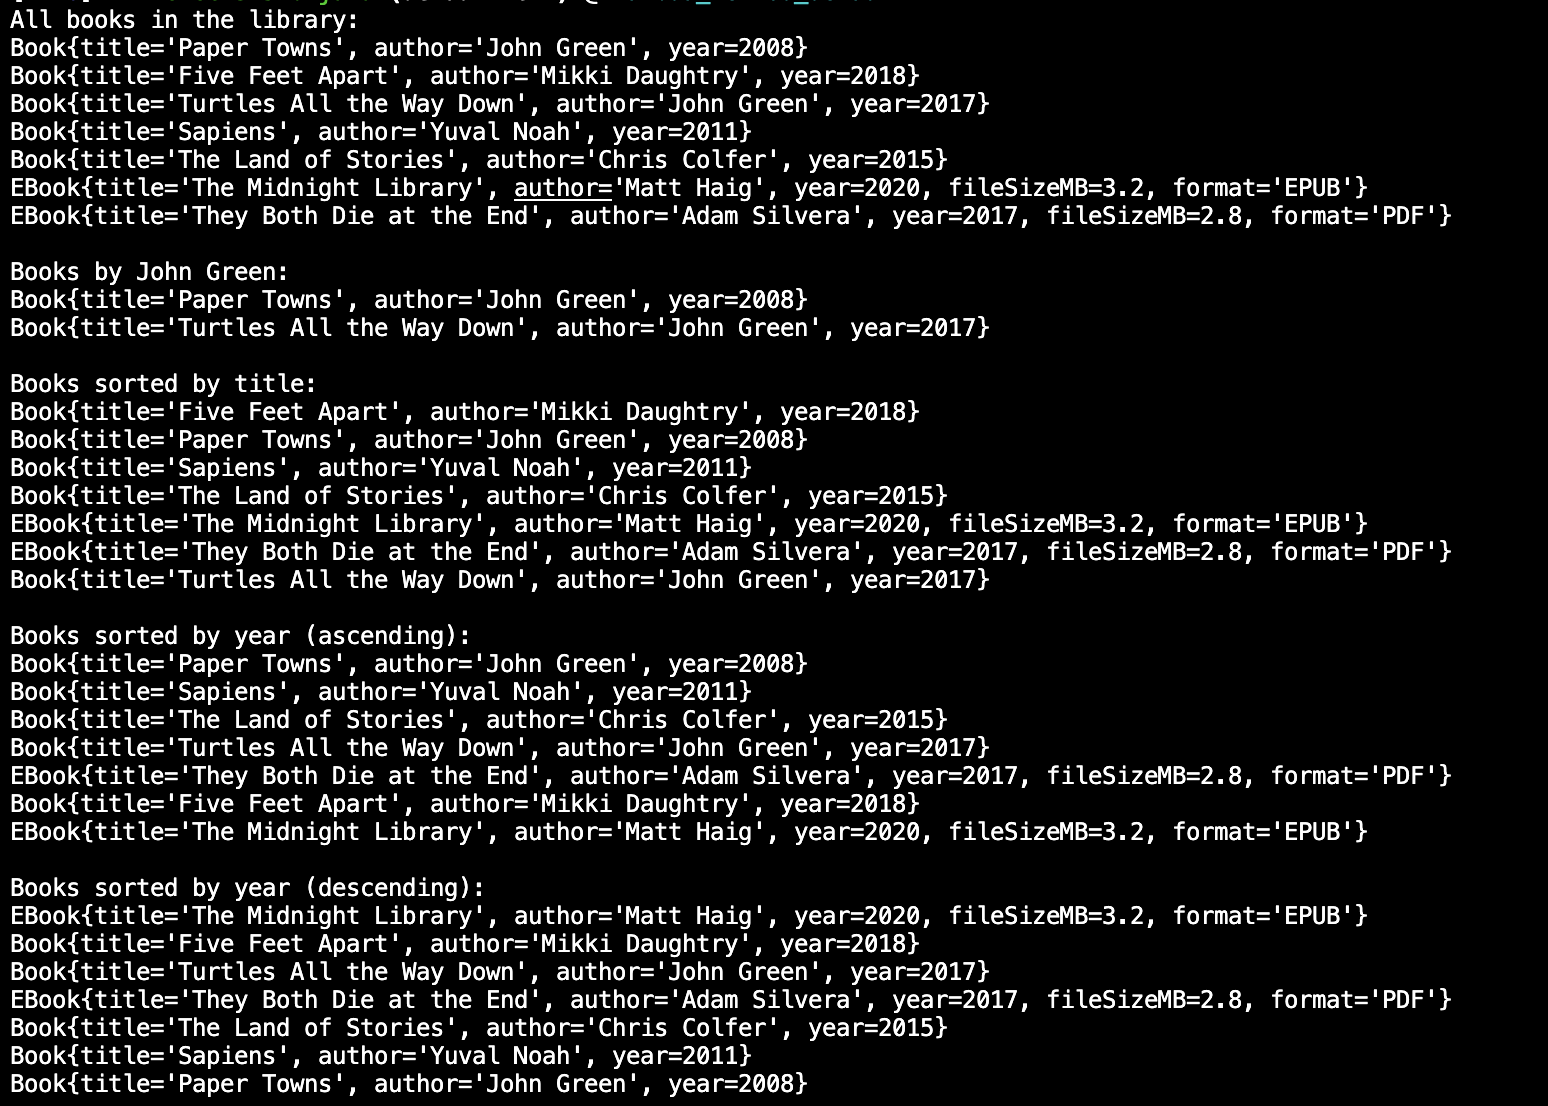 All books in the library:
Book{title='Paper Towns', author='John Green', year=2008}
Book{title='Five Feet Apart', author='Mikki Daughtry', year=2018}
Book{title='Turtles All the Way Down', author='John Green', year=2017}
Book{title='Sapiens', author='Yuval Noah', year=2011}
Book{title='The Land of Stories', author='Chris Colfer', year=2015}
EBook{title='The Midnight Library', author='Matt Haig', year=2020, fileSizeMB=3.2, format='EPUB'}
EBook{title='They Both Die at the End', author='Adam Silvera', year=2017, fileSizeMB=2.8, format='PDF'}

Books by John Green:
Book{title='Paper Towns', author='John Green', year=2008}
Book{title='Turtles All the Way Down', author='John Green', year=2017}

Books sorted by title:
Book{title='Five Feet Apart', author='Mikki Daughtry', year=2018}
Book{title='Paper Towns', author='John Green', year=2008}
Book{title='Sapiens', author='Yuval Noah', year=2011}
Book{title='The Land of Stories', author='Chris Colfer', year=2015}
EBook{title='The Midnight Library', author='Matt Haig', year=2020, fileSizeMB=3.2, format='EPUB'}
EBook{title='They Both Die at the End', author='Adam Silvera', year=2017, fileSizeMB=2.8, format='PDF'}
Book{title='Turtles All the Way Down', author='John Green', year=2017}

Books sorted by year (ascending):
Book{title='Paper Towns', author='John Green', year=2008}
Book{title='Sapiens', author='Yuval Noah', year=2011}
Book{title='The Land of Stories', author='Chris Colfer', year=2015}
Book{title='Turtles All the Way Down', author='John Green', year=2017}
EBook{title='They Both Die at the End', author='Adam Silvera', year=2017, fileSizeMB=2.8, format='PDF'}
Book{title='Five Feet Apart', author='Mikki Daughtry', year=2018}
EBook{title='The Midnight Library', author='Matt Haig', year=2020, fileSizeMB=3.2, format='EPUB'}

Books sorted by year (descending):
EBook{title='The Midnight Library', author='Matt Haig', year=2020, fileSizeMB=3.2, format='EPUB'}
Book{title='Five Feet Apart', author='Mikki Daughtry', year=2018}
Book{title='Turtles All the Way Down', author='John Green', year=2017}
EBook{title='They Both Die at the End', author='Adam Silvera', year=2017, fileSizeMB=2.8, format='PDF'}
Book{title='The Land of Stories', author='Chris Colfer', year=2015}
Book{title='Sapiens', author='Yuval Noah', year=2011}
Book{title='Paper Towns', author='John Green', year=2008}